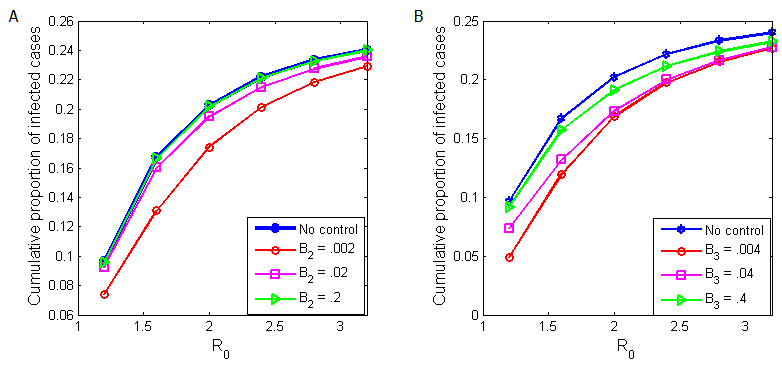 A
Cumulative proportion of infected cases
0.26
0.24
0.22
0.2
0.18
0.16
0.14
0.12
0.1
0.08
0.06
1
1.5
2
2.5
3
R0
No control
B2 = .002
B2 = .02
B2 = .2
B
Cumulative proportion of infected cases
0.25
0.2
0.15
0.1
0.05
0
1
1.5
2
2.5
3
R0
No control
B3 = .004
B3 = .04
B3 = .4